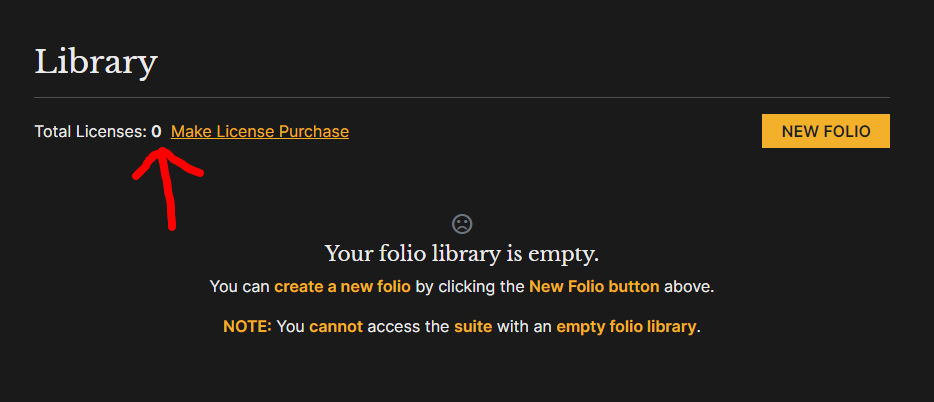 Library
Total Licenses: 0 Make License Purchase
NEW FOLIO
Your folio library is empty.
You can create a new folio by clicking the New Folio button above.
NOTE: You cannot access the suite with an empty folio library.